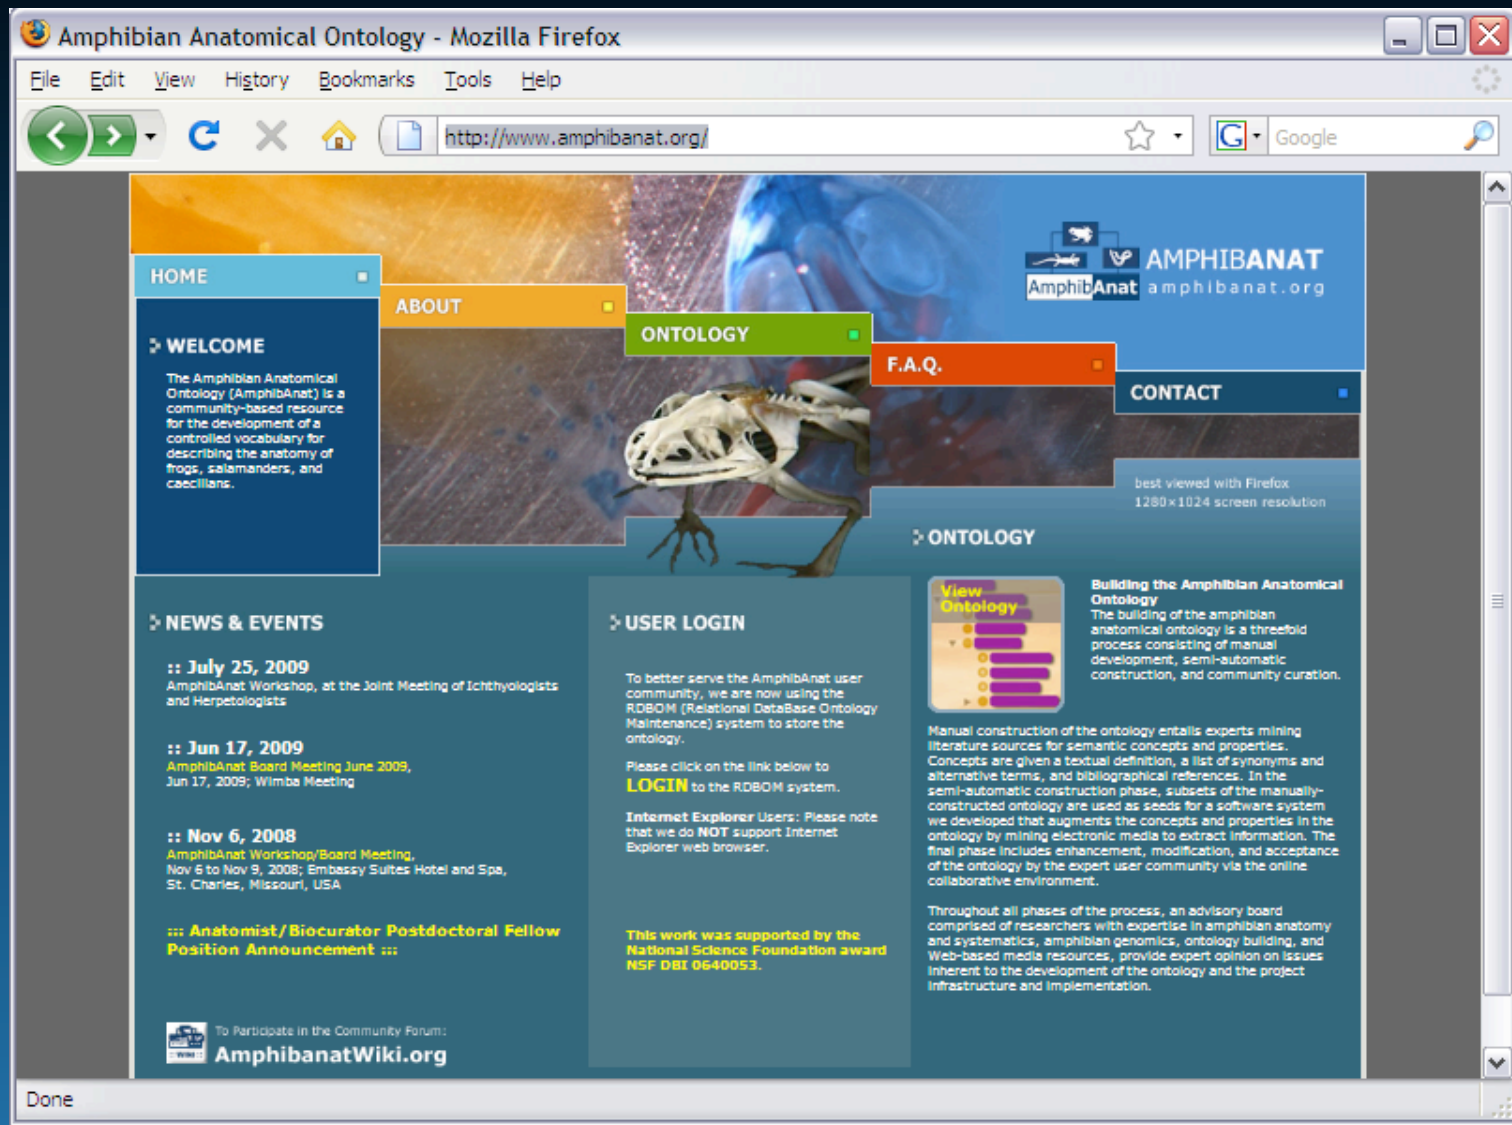 Amphibian Anatomical Ontology - Mozilla Firefox
File Edit View History Bookmarks Tools Help
http://www.amphibanat.org/
Google
AMPHIBANAT
AmphibAnat amphibanat.org
HOME
ABOUT
ONTOLOGY
F.A.Q.
CONTACT
WELCOME
The Amphibian Anatomical
Ontology (AmphibAnat) is a
community-based resource
for the development of a
controlled vocabulary for
describing the anatomy of
frogs, salamanders, and
caecilians.
best viewed with Firefox
1280×1024 screen resolution
NEWS & EVENTS
:: July 25, 2009
AmphibAnat Workshop, at the Joint Meeting of Ichthyologists
and Herpetologists
:: Jun 17, 2009
AmphibAnat Board Meeting June 2009,
Jun 17, 2009; Wimba Meeting
:: Nov 6, 2008
AmphibAnat Workshop/Board Meeting,
Nov 6 to Nov 9, 2008; Embassy Suites Hotel and Spa,
St. Charles, Missouri, USA
::: Anatomist/Biocurator Postdoctoral Fellow
Position Announcement :::
To Participate in the Community Forum:
AmphibanatWiki.org
USER LOGIN
To better serve the AmphibAnat user
community, we are now using the
RDBOM (Relational DataBase Ontology
Maintenance) system to store the
ontology.
Please click on the link below to
LOGIN to the RDBOM system.
Internet Explorer Users: Please note
that we do NOT support Internet
Explorer web browser.
This work was supported by the
National Science Foundation award
NSF DBI 0640053.
ONTOLOGY
View
Ontology
Building the Amphibian Anatomical
Ontology
The building of the amphibian
anatomical ontology is a threefold
process consisting of manual
development, semi-automatic
construction, and community curation.
Manual construction of the ontology entails experts mining
literature sources for semantic concepts and properties.
Concepts are given a textual definition, a list of synonyms and
alternative terms, and bibliographical references. In the
semi-automatic construction phase, subsets of the manually-
constructed ontology are used as seeds for a software system
we developed that augments the concepts and properties in the
ontology by mining electronic media to extract information. The
final phase includes enhancement, modification, and acceptance
of the ontology by the expert user community via the online
collaborative environment.
Throughout all phases of the process, an advisory board
comprised of researchers with expertise in amphibian anatomy
and systematics, amphibian genomics, ontology building, and
Web-based media resources, provide expert opinion on issues
inherent to the development of the ontology and the project
infrastructure and implementation.
Done